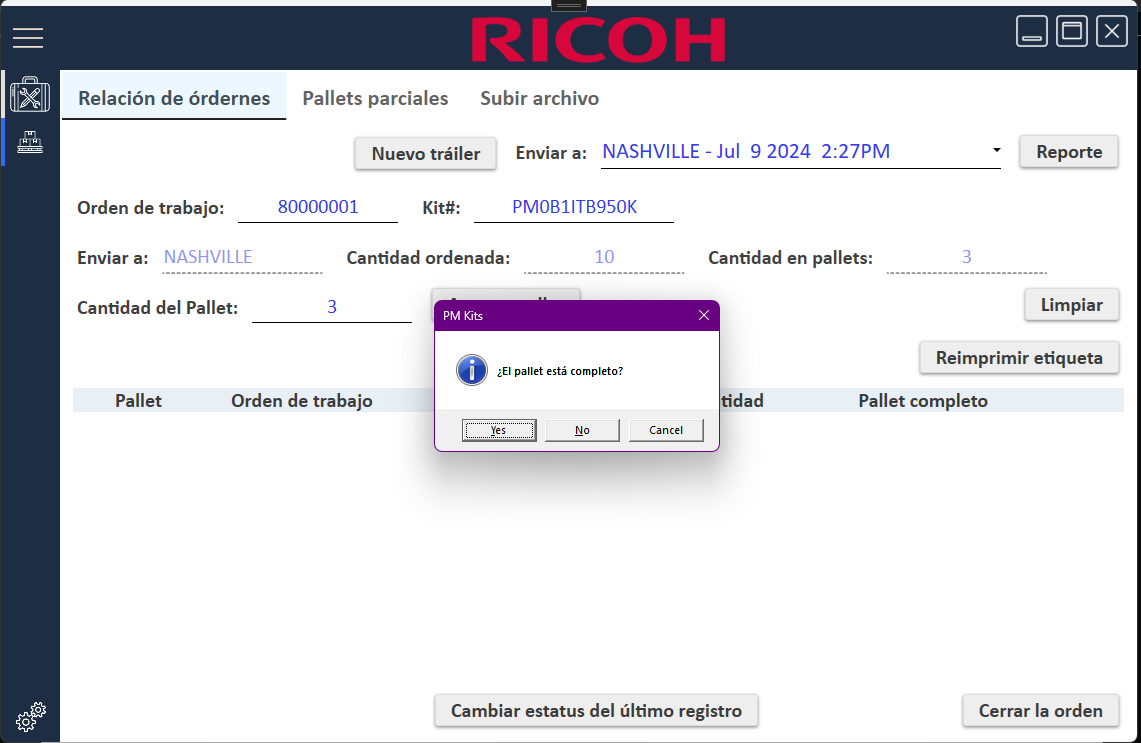 RICOH
Relación de órdernes Pallets parciales Subir archivo
Nuevo tráiler Enviar a: NASHVILLE - Jul 9 2024 2:27PM Reporte
Orden de trabajo: 80000001 Kit#: PM0B1ITB950K
Enviar a: NASHVILLE Cantidad ordenada: 10 Cantidad en pallets: 3
Cantidad del Pallet: 3 Limpiar
PM Kits
¿El pallet está completo?
Yes No Cancel
Reimprimir etiqueta
Pallet Orden de trabajo tidad Pallet completo
Cambiar estatus del último registro Cerrar la orden